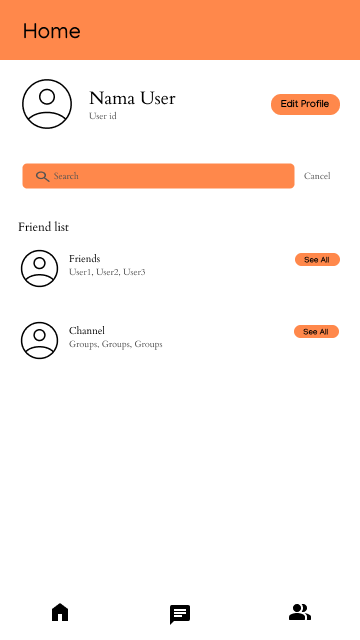 Home
Nama User
User id
Edit Profile
Search
Cancel
Friend list
Friends
User1, User2, User3
See All
Channel
Groups, Groups, Groups
See All